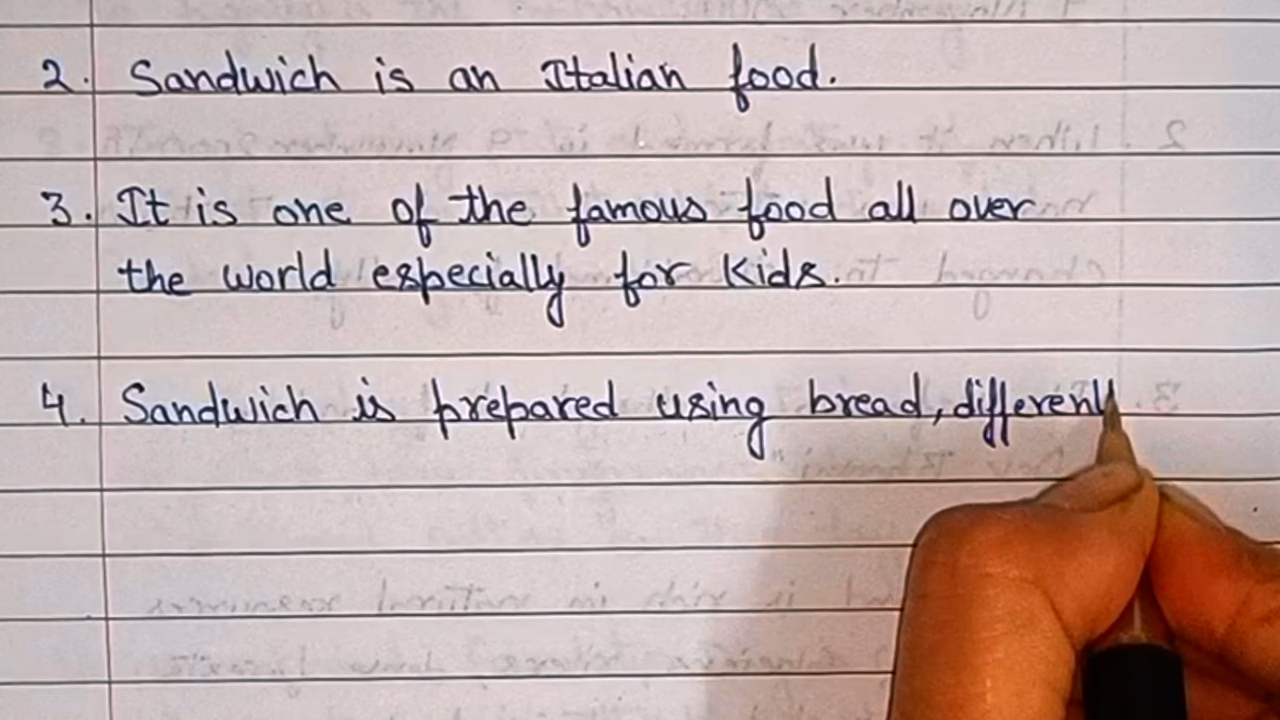 2. Sandwich is an Italian food.
3. It is one of the famous food all over
the world especially for Kids.
4. Sandwich is prepared using bread, different